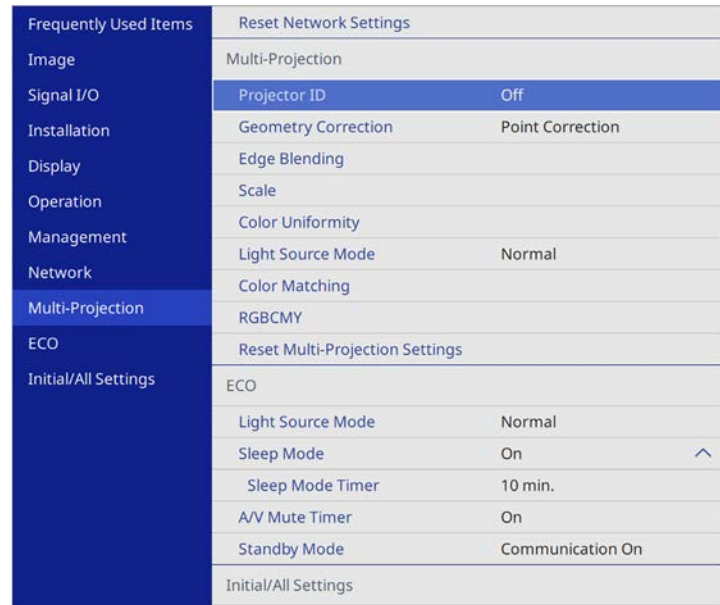 Frequently Used Items
Image
Signal I/O
Installation
Display
Operation
Management
Network
Multi-Projection
ECO
Initial/All Settings
Reset Network Settings
Multi-Projection
Projector ID Off
Geometry Correction Point Correction
Edge Blending
Scale
Color Uniformity
Light Source Mode Normal
Color Matching
RGBCMY
Reset Multi-Projection Settings
ECO
Light Source Mode Normal
Sleep Mode On
Sleep Mode Timer 10 min.
A/V Mute Timer On
Standby Mode Communication On
Initial/All Settings